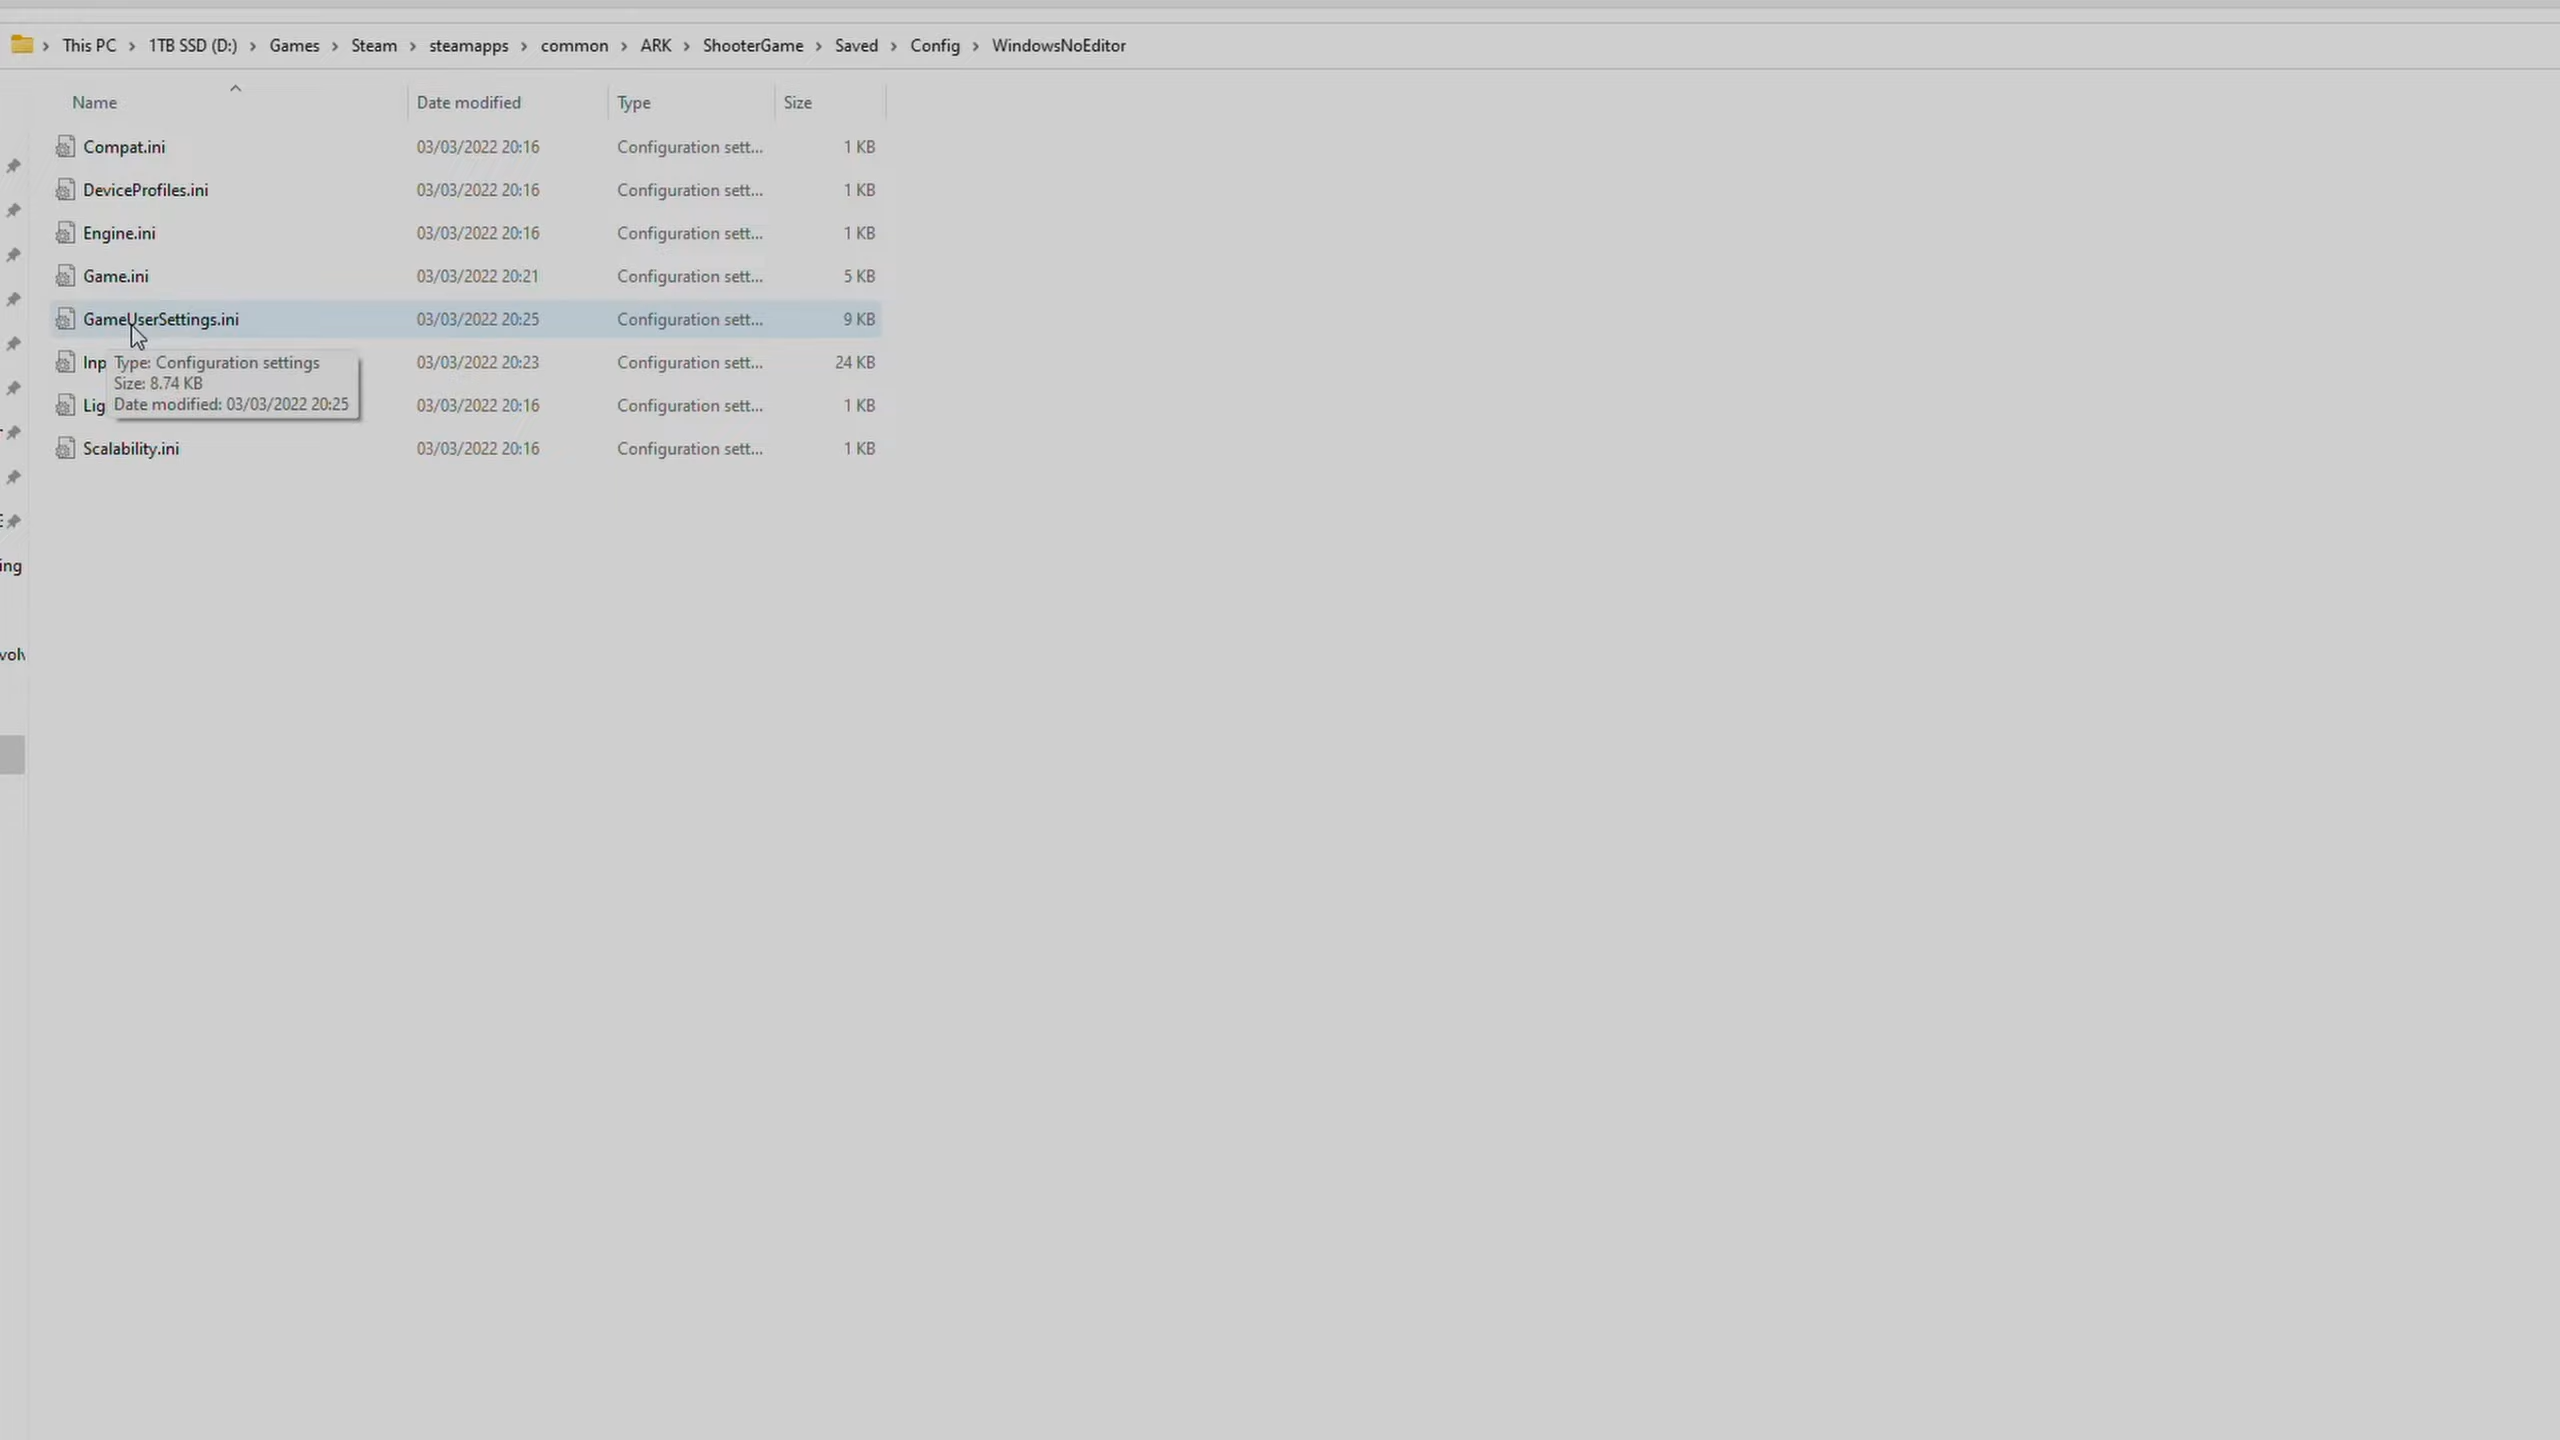 This PC > 1TB SSD (D:) > Games > Steam > steamapps > common > ARK > ShooterGame > Saved > Config > WindowsNoEditor
Name Date modified Type Size
Compat.ini 03/03/2022 20:16 Configuration sett... 1 KB
DeviceProfiles.ini 03/03/2022 20:16 Configuration sett... 1 KB
Engine.ini 03/03/2022 20:16 Configuration sett... 1 KB
Game.ini 03/03/2022 20:21 Configuration sett... 5 KB
GameUserSettings.ini 03/03/2022 20:25 Configuration sett... 9 KB
Inp 03/03/2022 20:23 Configuration sett... 24 KB
Type: Configuration settings
Size: 8.74 KB
Date modified: 03/03/2022 20:25
Lig 03/03/2022 20:16 Configuration sett... 1 KB
Scalability.ini 03/03/2022 20:16 Configuration sett... 1 KB
ing
volv